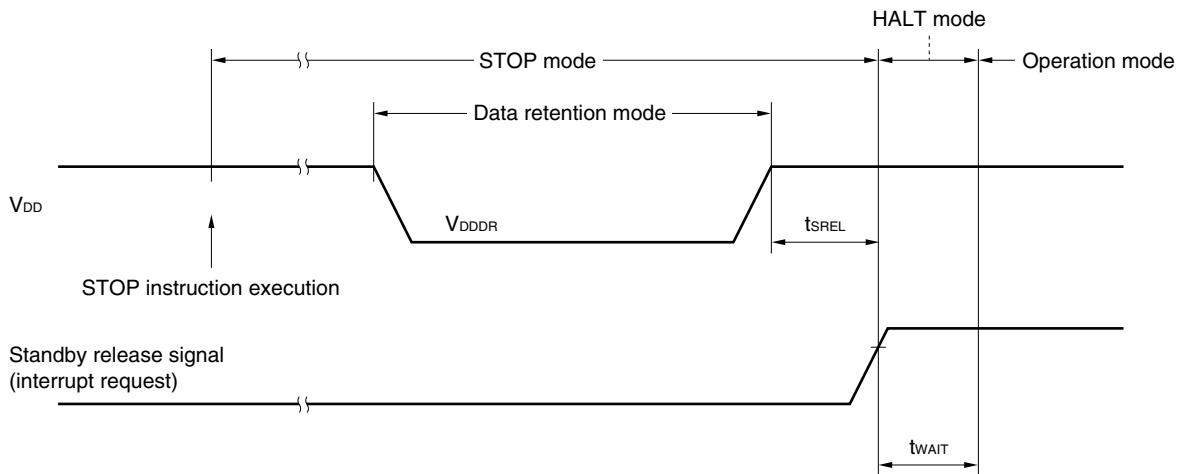 HALT mode
STOP mode
Operation mode
Data retention mode
VDD
VDDDR
tSREL
STOP instruction execution
Standby release signal
(interrupt request)
tWAIT